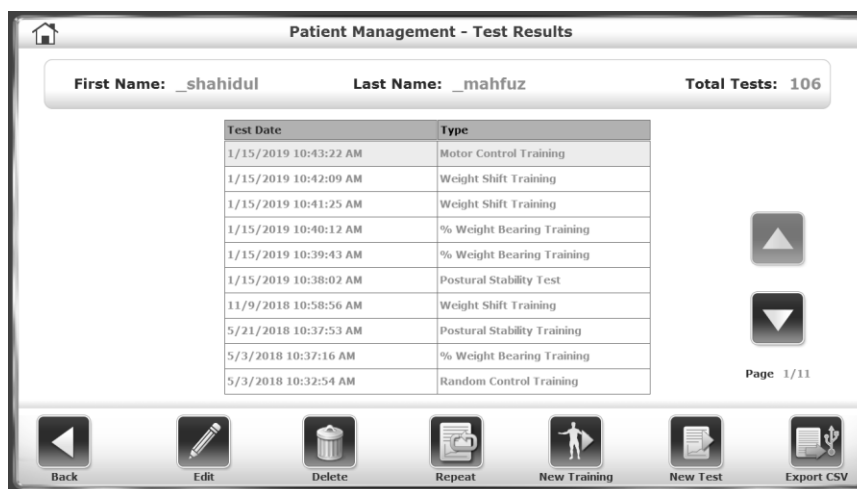 Patient Management - Test Results
First Name: _shahidul Last Name: _mahfuz Total Tests: 106
Test Date Type
1/15/2019 10:43:22 AM Motor Control Training
1/15/2019 10:42:09 AM Weight Shift Training
1/15/2019 10:41:25 AM Weight Shift Training
1/15/2019 10:40:12 AM % Weight Bearing Training
1/15/2019 10:39:43 AM % Weight Bearing Training
1/15/2019 10:38:02 AM Postural Stability Test
11/9/2018 10:58:56 AM Weight Shift Training
5/21/2018 10:37:53 AM Postural Stability Training
5/3/2018 10:37:16 AM % Weight Bearing Training
5/3/2018 10:32:54 AM Random Control Training
Page 1/11
Back Edit Delete Repeat New Training New Test Export CSV